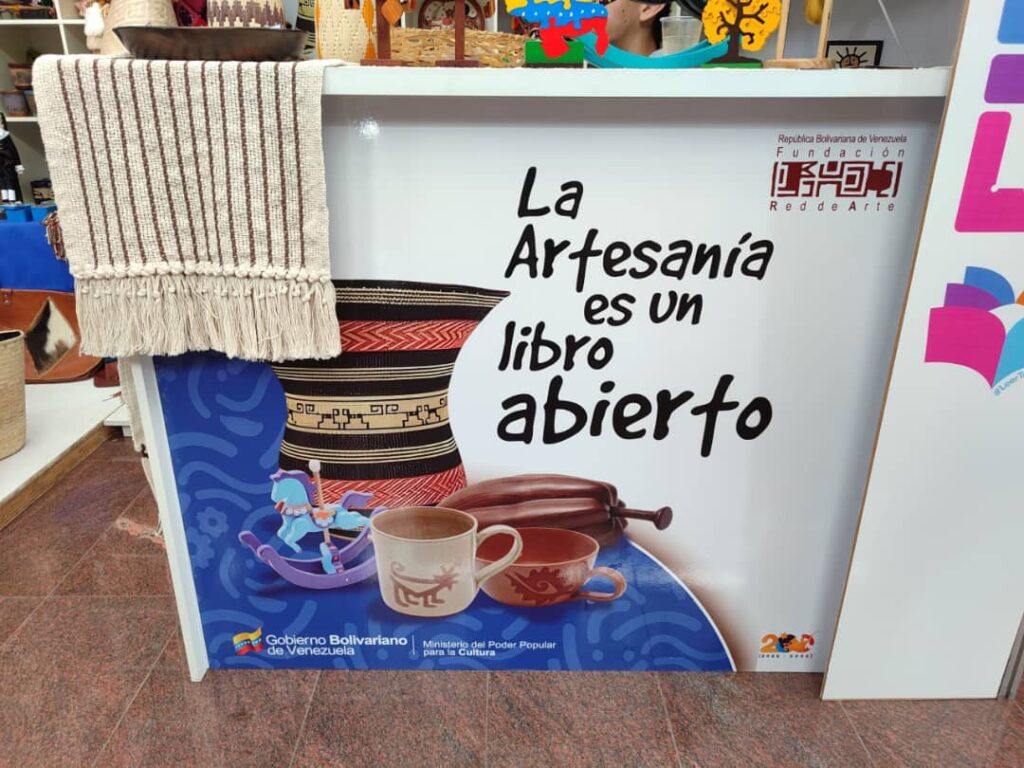 República Bolivariana de Venezuela
Fundación
Red de Arte
La
Artesanía
es un
libro
abierto
Gobierno Bolivariano
de Venezuela
Ministerio del Poder Popular
para la Cultura
200